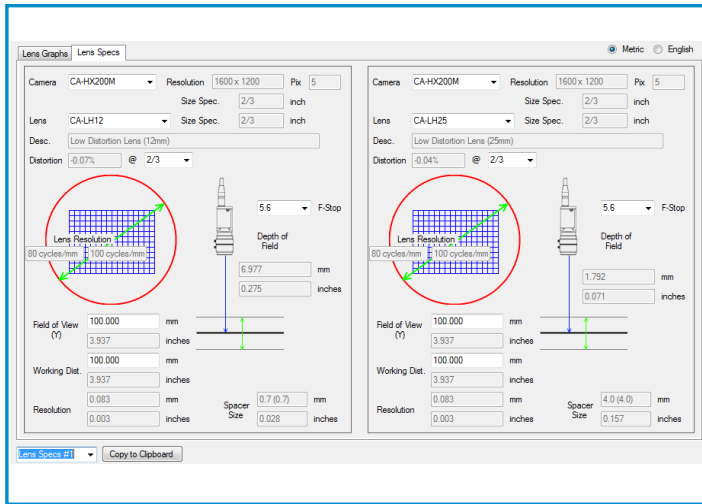 Lens Graphs Lens Specs Metric English
Camera CA-HX200M Resolution 1600 x 1200 Pix 5
Size Spec. 2/3 inch
Lens CA-LH12 Size Spec. 2/3 inch
Desc. Low Distortion Lens (12mm)
Distortion -0.07% @ 2/3
5.6 F-Stop
Lens Resolution
80 cycles/mm 100 cycles/mm
Depth of
Field
6.977 mm
0.275 inches
Field of View
(Y)
100.000 mm
3.937 inches
Working Dist.
100.000 mm
3.937 inches
Resolution
0.083 mm
0.003 inches
Spacer
Size
0.7 (0.7) mm
0.028 inches
Camera CA-HX200M Resolution 1600 x 1200 Pix 5
Size Spec. 2/3 inch
Lens CA-LH25 Size Spec. 2/3 inch
Desc. Low Distortion Lens (25mm)
Distortion -0.04% @ 2/3
5.6 F-Stop
Lens Resolution
80 cycles/mm 100 cycles/mm
Depth of
Field
1.792 mm
0.071 inches
Field of View
(Y)
100.000 mm
3.937 inches
Working Dist.
100.000 mm
3.937 inches
Resolution
0.083 mm
0.003 inches
Spacer
Size
4.0 (4.0) mm
0.157 inches
Lens Specs #1 Copy to Clipboard